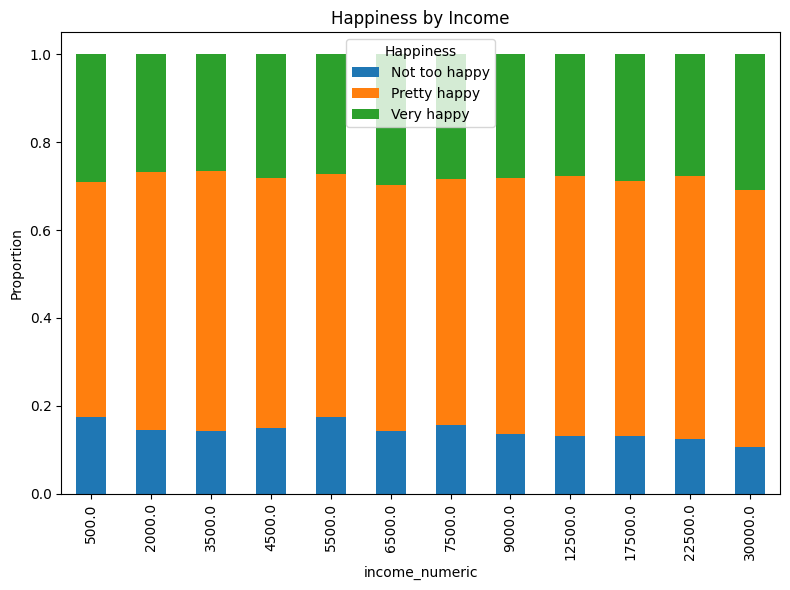 Happiness by Income
Happiness
Not too happy
Pretty happy
Very happy
Proportion
1.0
0.8
0.6
0.4
0.2
0.0
500.0
2000.0
3500.0
4500.0
5500.0
6500.0
7500.0
9000.0
12500.0
17500.0
22500.0
30000.0
income_numeric